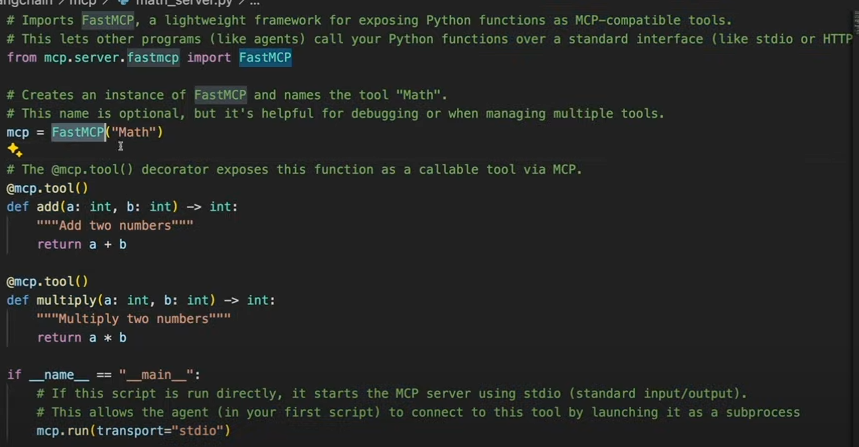 mcp > math_server.py > ...
# Imports FastMCP, a lightweight framework for exposing Python functions as MCP-compatible tools.
# This lets other programs (like agents) call your Python functions over a standard interface (like stdio or HTTP
from mcp.server.fastmcp import FastMCP
# Creates an instance of FastMCP and names the tool "Math".
# This name is optional, but it's helpful for debugging or when managing multiple tools.
mcp = FastMCP("Math")
# The @mcp.tool() decorator exposes this function as a callable tool via MCP.
@mcp.tool()
def add(a: int, b: int) -> int:
    """Add two numbers"""
    return a + b
@mcp.tool()
def multiply(a: int, b: int) -> int:
    """Multiply two numbers"""
    return a * b
if __name__ == "__main__":
    # If this script is run directly, it starts the MCP server using stdio (standard input/output).
    # This allows the agent (in your first script) to connect to this tool by launching it as a subprocess
    mcp.run(transport="stdio")